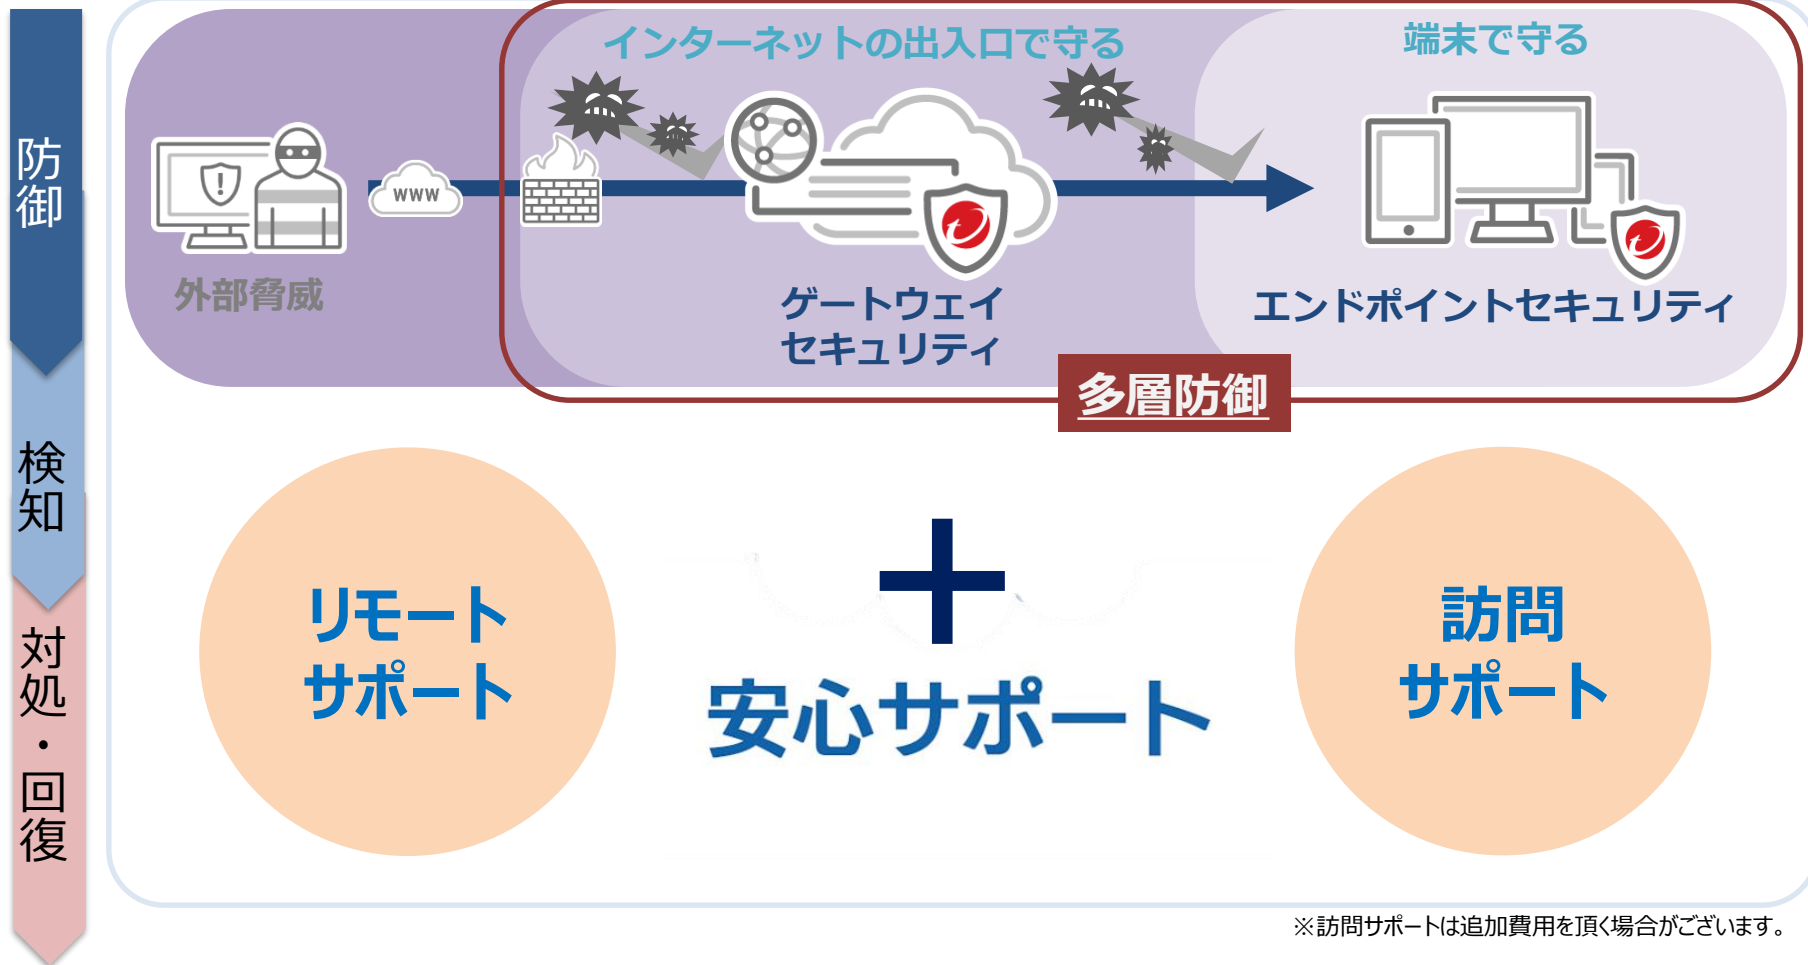 防御
検知
対処・回復
インターネットの出入口で守る
端末で守る
WWW
外部脅威
ゲートウェイ
セキュリティ
エンドポイントセキュリティ
多層防御
リモート
サポート
安心サポート
訪問
サポート
※訪問サポートは追加費用を頂く場合がございます。